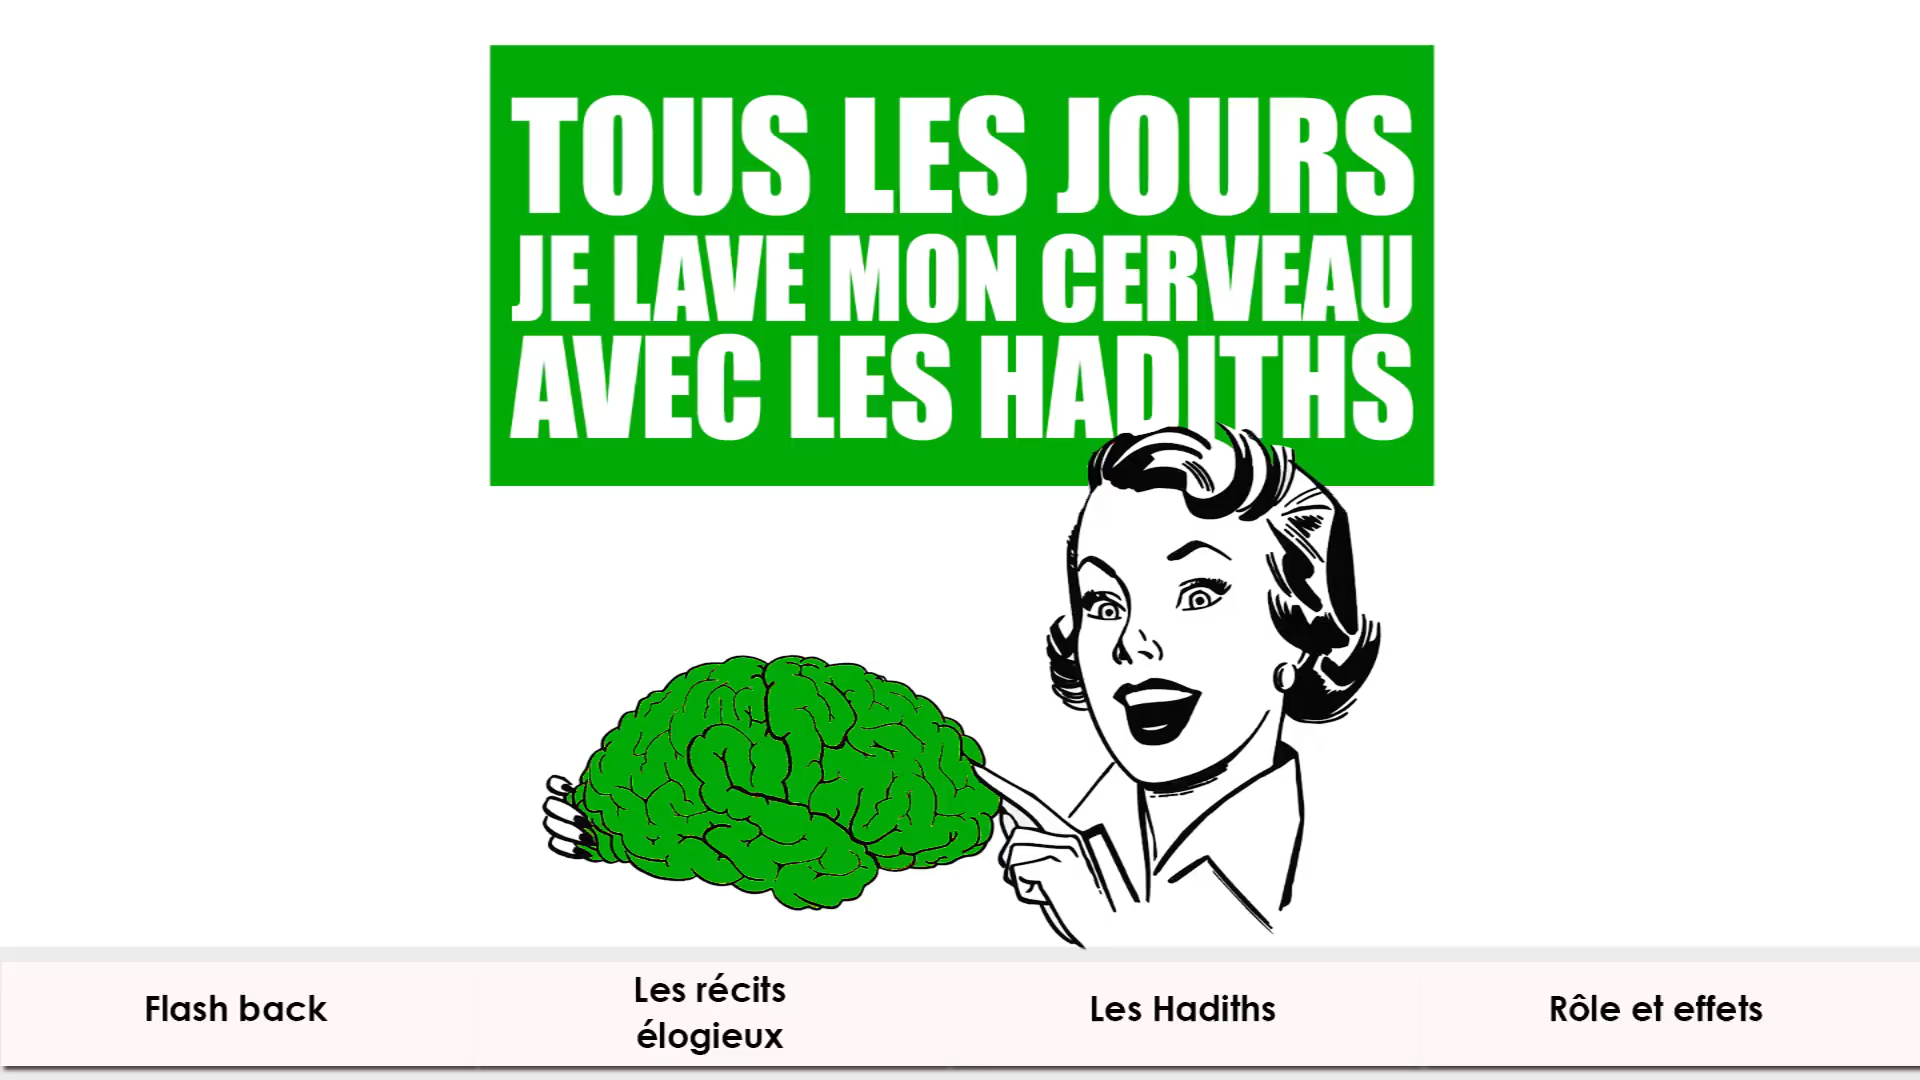 TOUS LES JOURS
JE LAVE MON CERVEAU
AVEC LES HADITHS
Flash back
Les récits
élogieux
Les Hadiths
Rôle et effets